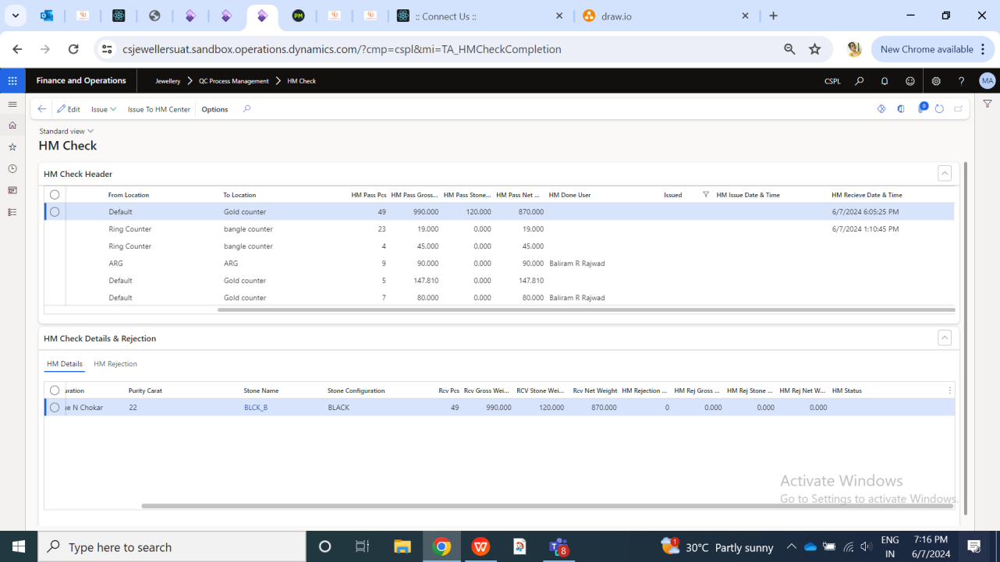 PM
:: Connect Us ::
draw.io
csjewellersuat.sandbox.operations.dynamics.com/?cmp=cspl&mi=TA_HMCheckCompletion
New Chrome available
Finance and Operations
Jewellery QC Process Management HM Check
CSPL
MA
Edit Issue Issue To HM Center Options
0
Standard view
HM Check
HM Check Header
From Location To Location HM Pass Pcs HM Pass Gross... HM Pass Stone... HM Pass Net ... HM Done User Issued HM Issue Date & Time HM Recieve Date & Time
Default Gold counter 49 990.000 120.000 870.000 6/7/2024 6:05:25 PM
Ring Counter bangle counter 23 19.000 0.000 19.000 6/7/2024 1:10:45 PM
Ring Counter bangle counter 4 45.000 0.000 45.000
ARG ARG 9 90.000 0.000 90.000 Baliram R Rajwad
Default Gold counter 5 147.810 0.000 147.810
Default Gold counter 7 80.000 0.000 80.000 Baliram R Rajwad
HM Check Details & Rejection
HM Details HM Rejection
uration Purity Carat Stone Name Stone Configuration Rcv Pcs Rcv Gross Wei... RCV Stone Wei... Rcv Net Weight HM Rejection ... HM Rej Gross ... HM Rej Stone ... HM Rej Net W... HM Status
ue N Chokar 22 BLCK_B BLACK 49 990.000 120.000 870.000 0 0.000 0.000 0.000
Activate Windows
Go to Settings to activate Windows.
Type here to search
W
8
1
30°C Partly sunny
ENG
IN
7:16 PM
6/7/2024